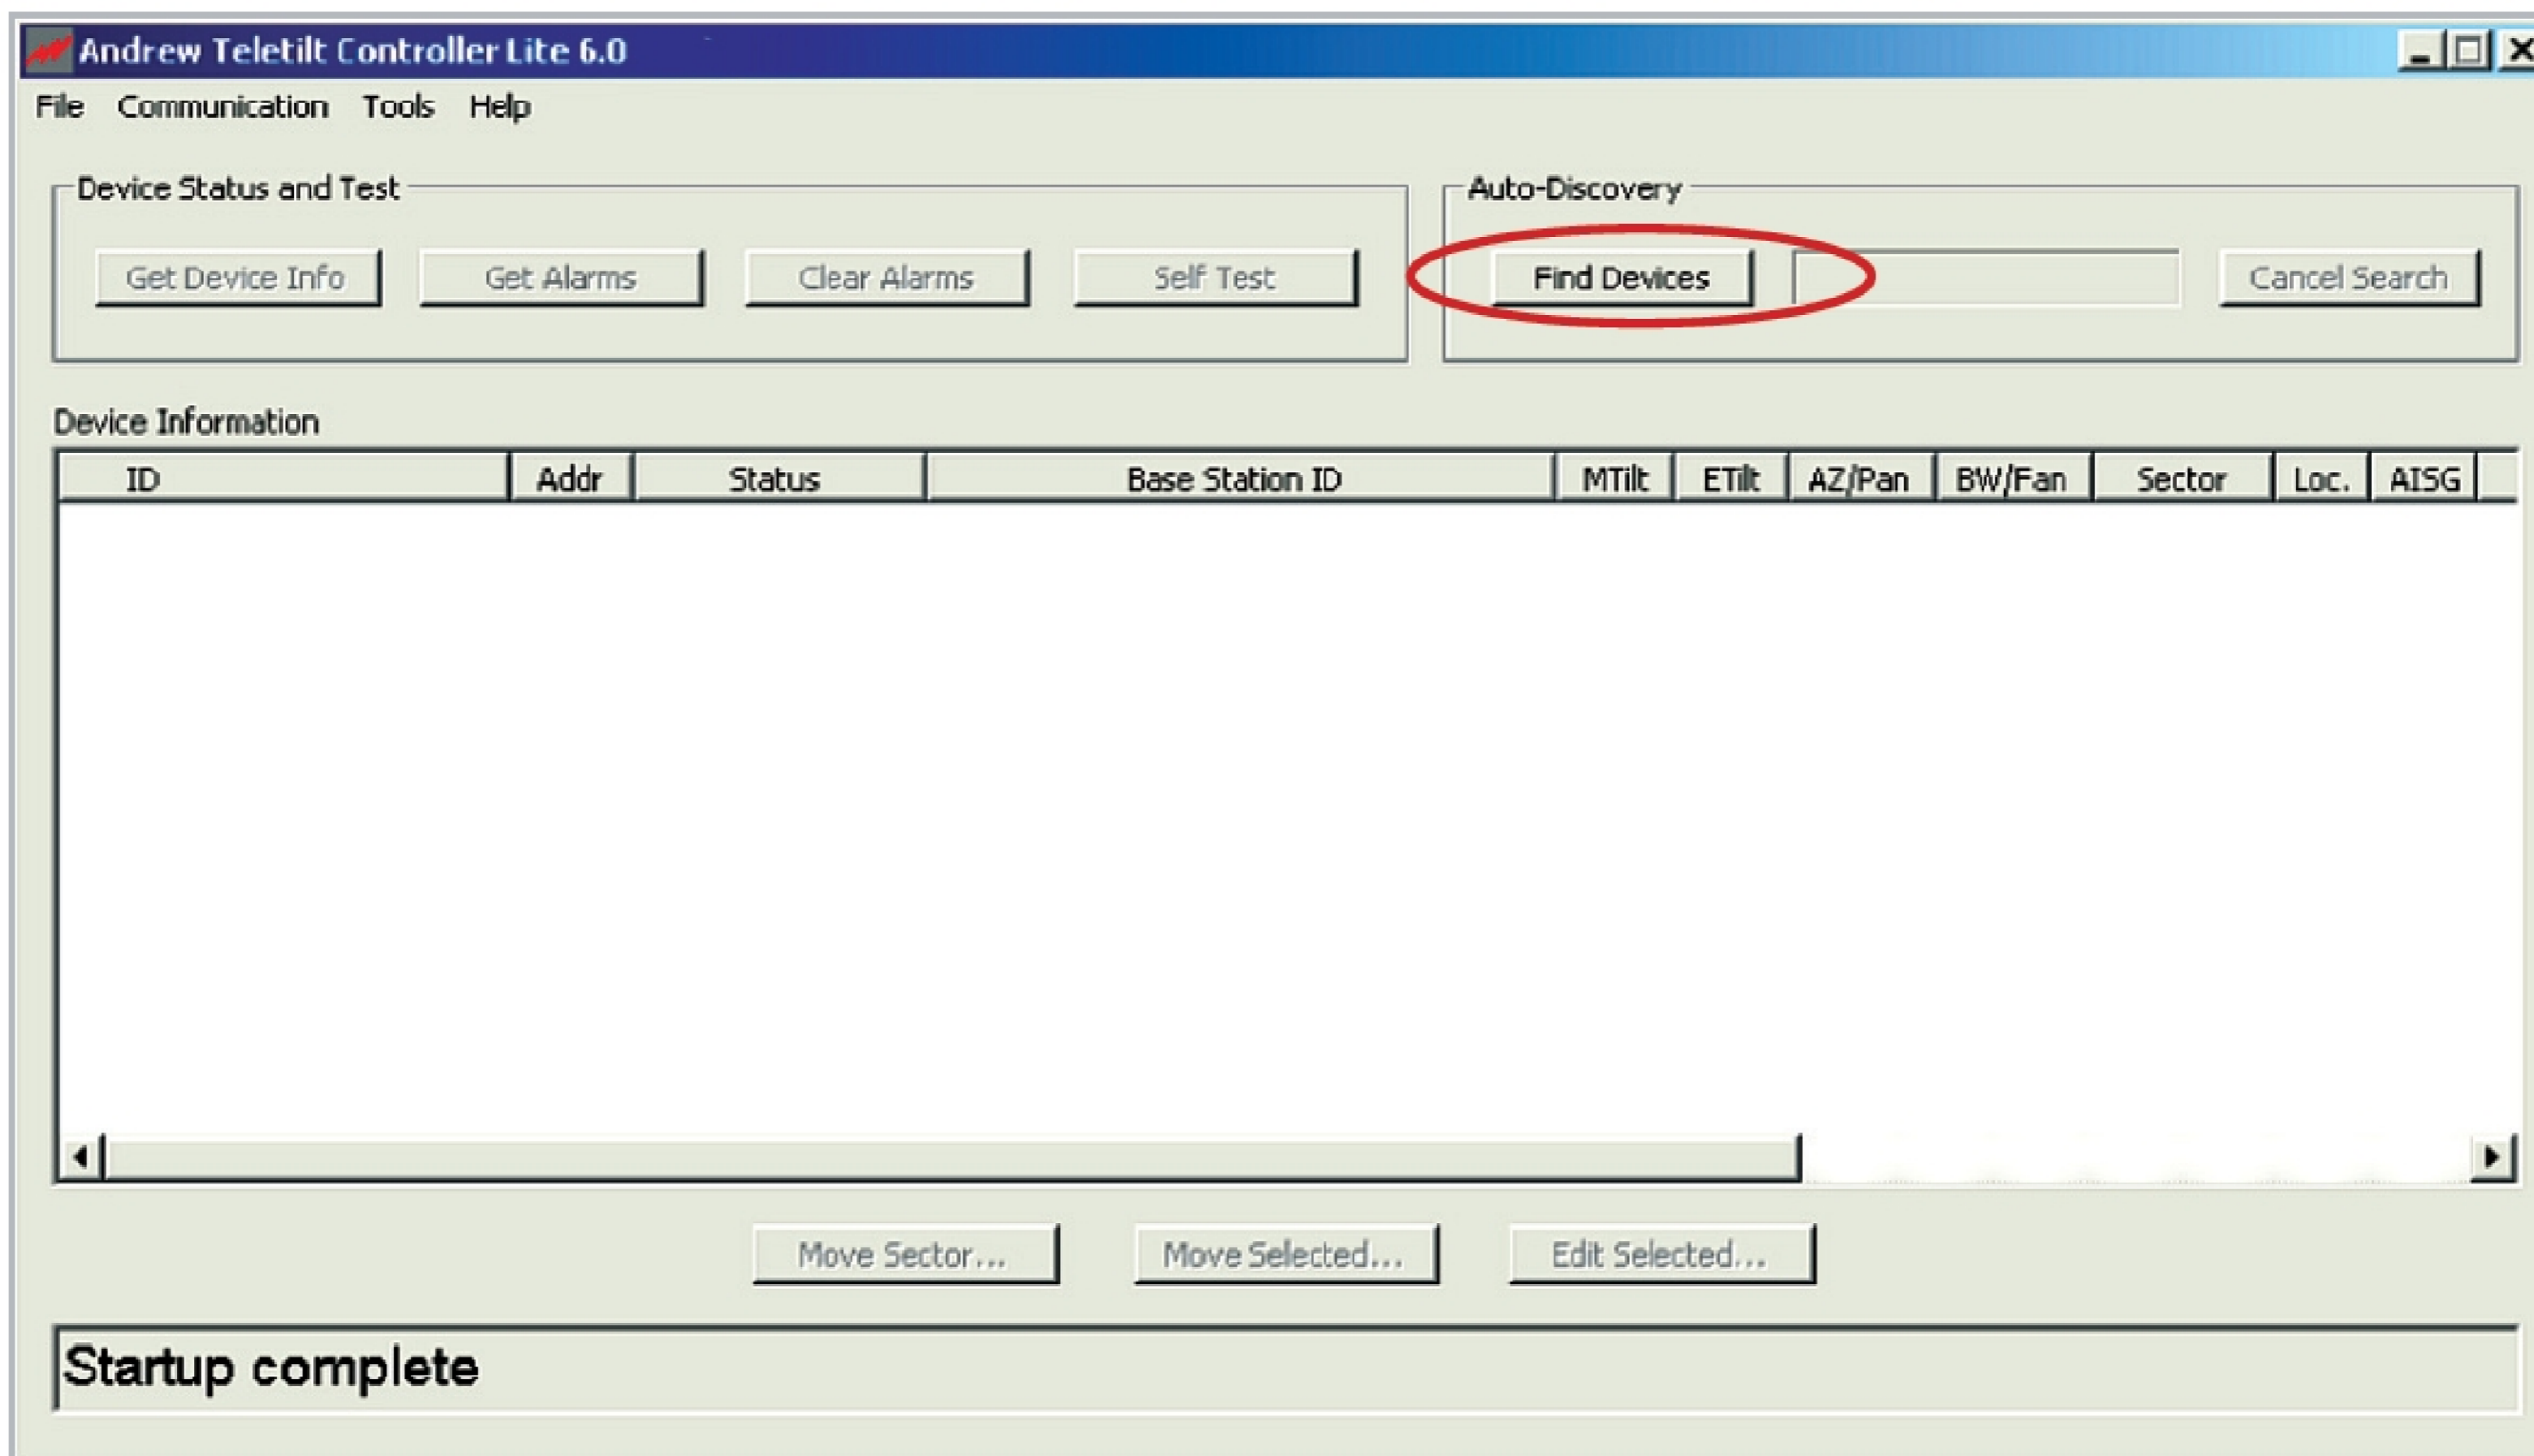 Andrew Teletilt Controller Lite 6.0
File Communication Tools Help
Device Status and Test
Auto-Discovery
Get Device Info Get Alarms Clear Alarms Self Test Find Devices Cancel Search
Device Information
ID Addr Status Base Station ID MTilt ETilt AZ/Pan BW/Fan Sector Loc. AISG
Move Sector... Move Selected... Edit Selected...
Startup complete